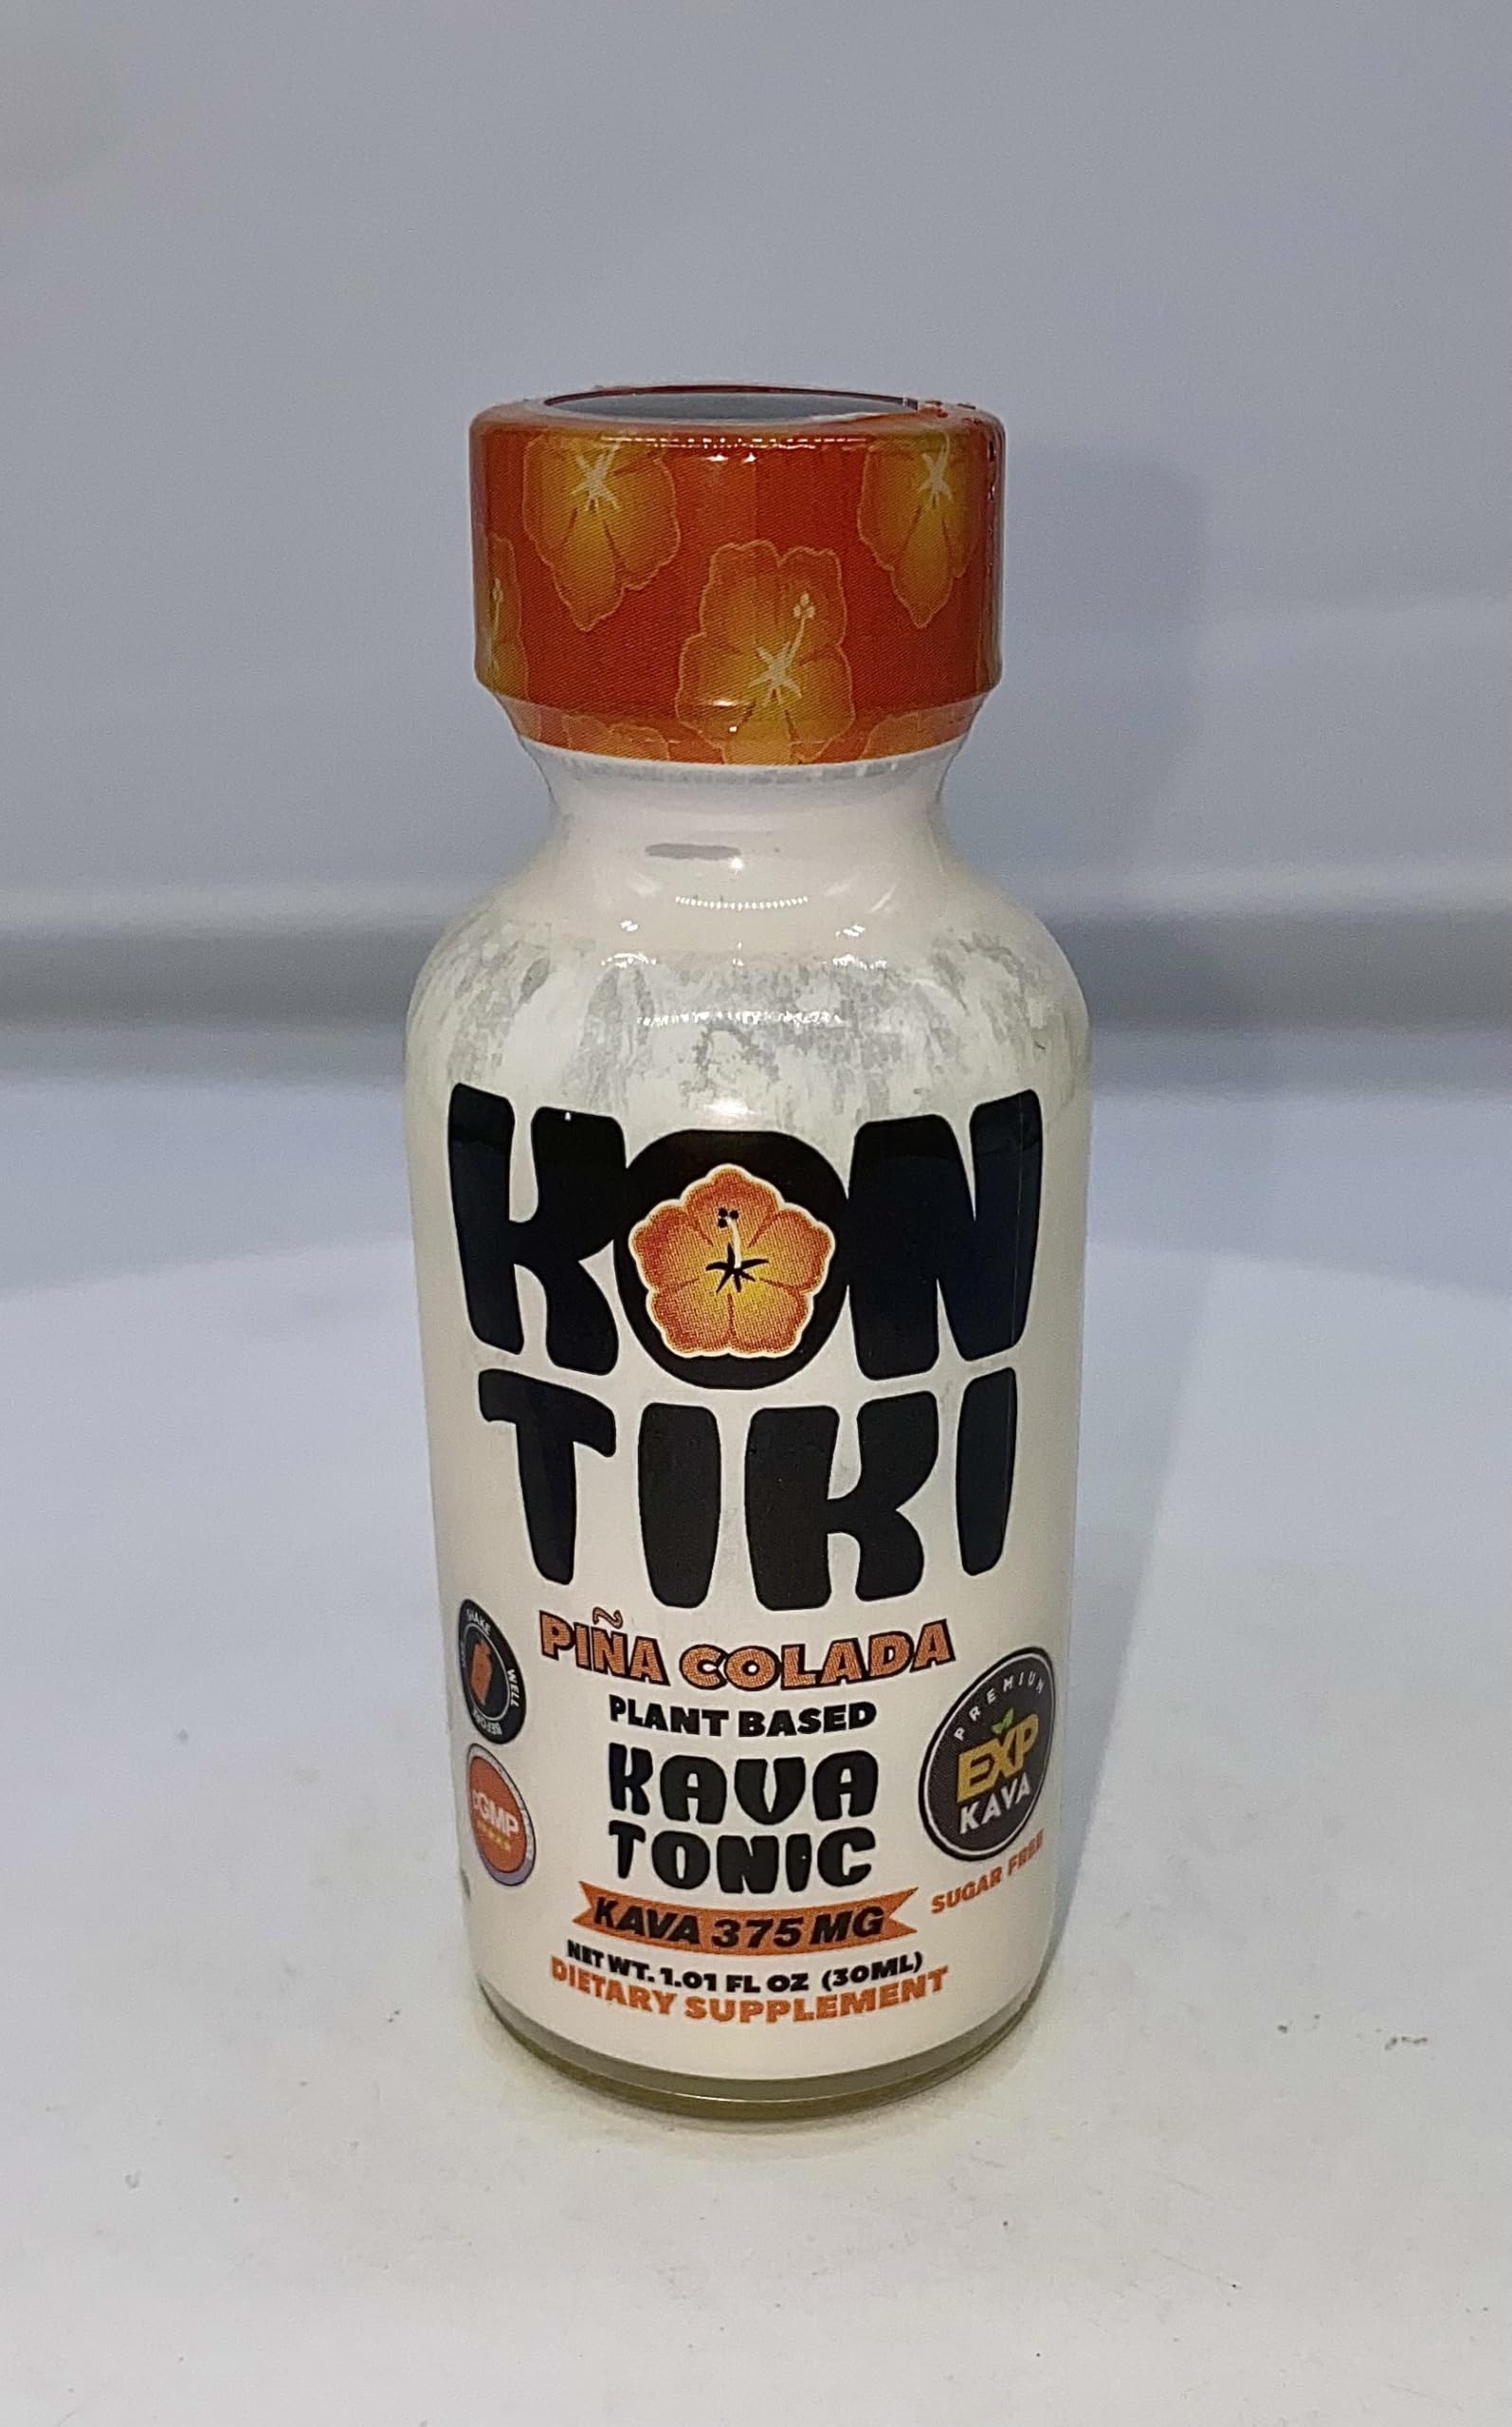 KON
TIKI
PIÑA COLADA
PLANT BASED
KAVA
TONIC
KAVA 375 MG
NET WT. 1.01 FL OZ (30ML)
DIETARY SUPPLEMENT
SHAKE WELL BEFORE
cGMP
PREMIUM
EXP
KAVA
SUGAR FREE